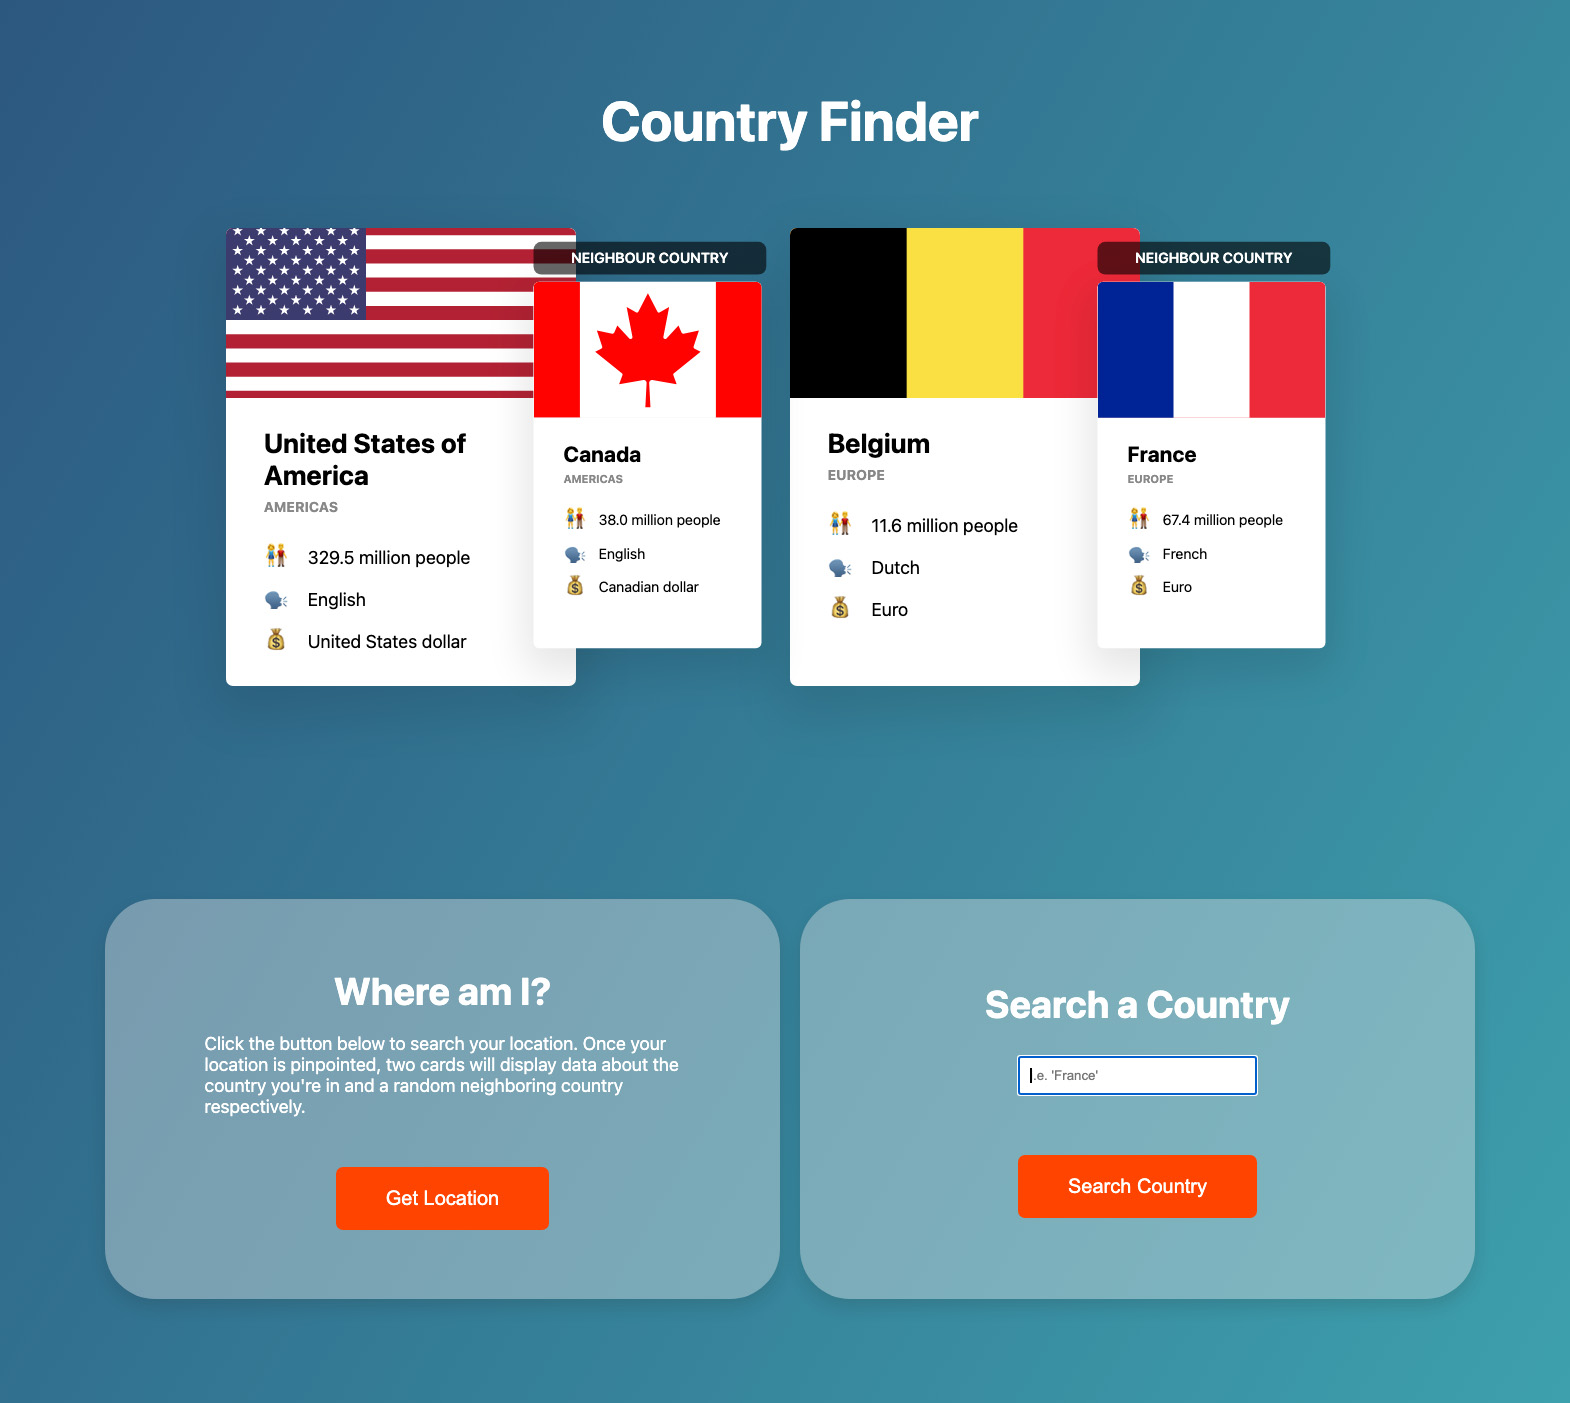 Country Finder
NEIGHBOUR COUNTRY
United States of
America
AMERICAS
329.5 million people
English
United States dollar
Canada
AMERICAS
38.0 million people
English
Canadian dollar
NEIGHBOUR COUNTRY
Belgium
EUROPE
11.6 million people
Dutch
Euro
France
EUROPE
67.4 million people
French
Euro
Where am I?
Click the button below to search your location. Once your
location is pinpointed, two cards will display data about the
country you're in and a random neighboring country
respectively.
Get Location
Search a Country
i.e. 'France'
Search Country